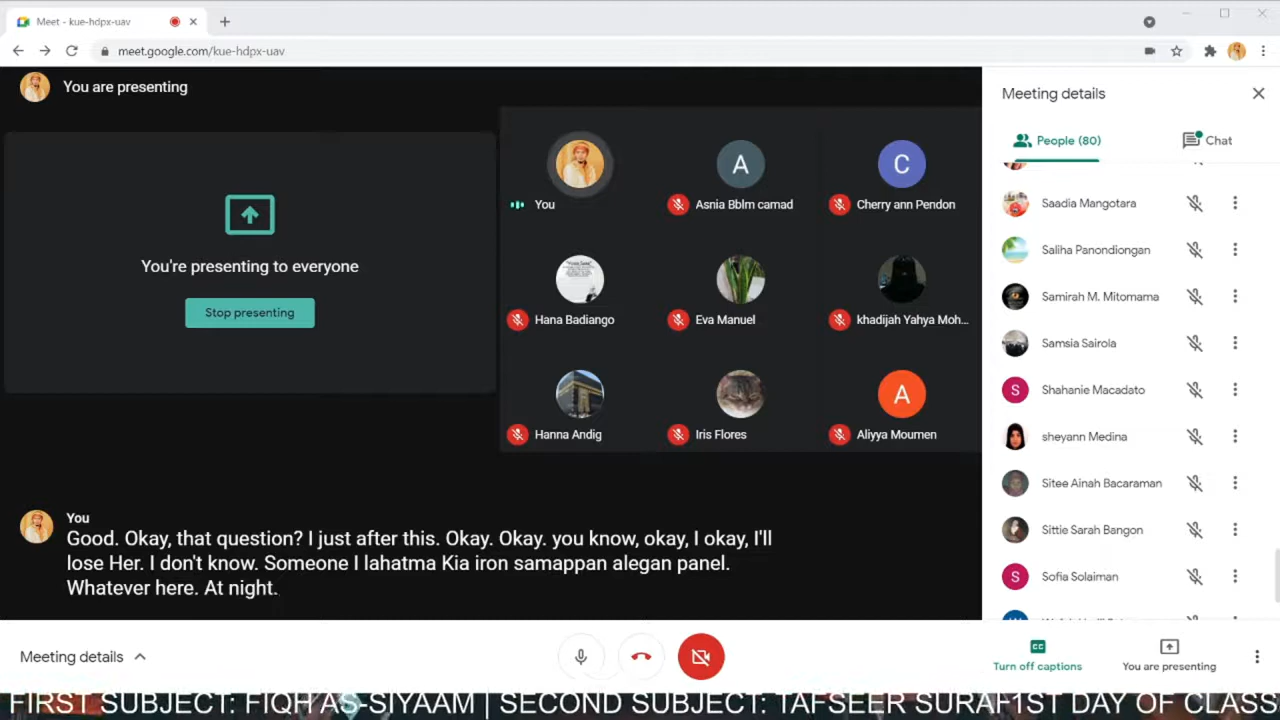 Meet - kue-hdpx-uav
meet.google.com/kue-hdpx-uav
You are presenting
You're presenting to everyone
Stop presenting
You
Asnia Bblm camad
Cherry ann Pendon
Hana Badiango
Eva Manuel
khadijah Yahya Moh...
Hanna Andig
Iris Flores
Aliyya Moumen
A
C
A
You
Good. Okay, that question? I just after this. Okay. Okay. you know, okay, I okay, I'll
lose Her. I don't know. Someone I lahatma Kia iron samappan alegan panel.
Whatever here. At night.
Meeting details
People (80)
Chat
Saadia Mangotara
Saliha Panondiongan
Samirah M. Mitomama
Samsia Sairola
S
Shahanie Macadato
sheyann Medina
Sitee Ainah Bacaraman
Sittie Sarah Bangon
S
Sofia Solaiman
Meeting details
CC
Turn off captions
You are presenting
FIRST SUBJECT: FIQH AS-SIYAAM | SECOND SUBJECT: TAFSEER SURAF1ST DAY OF CLASS